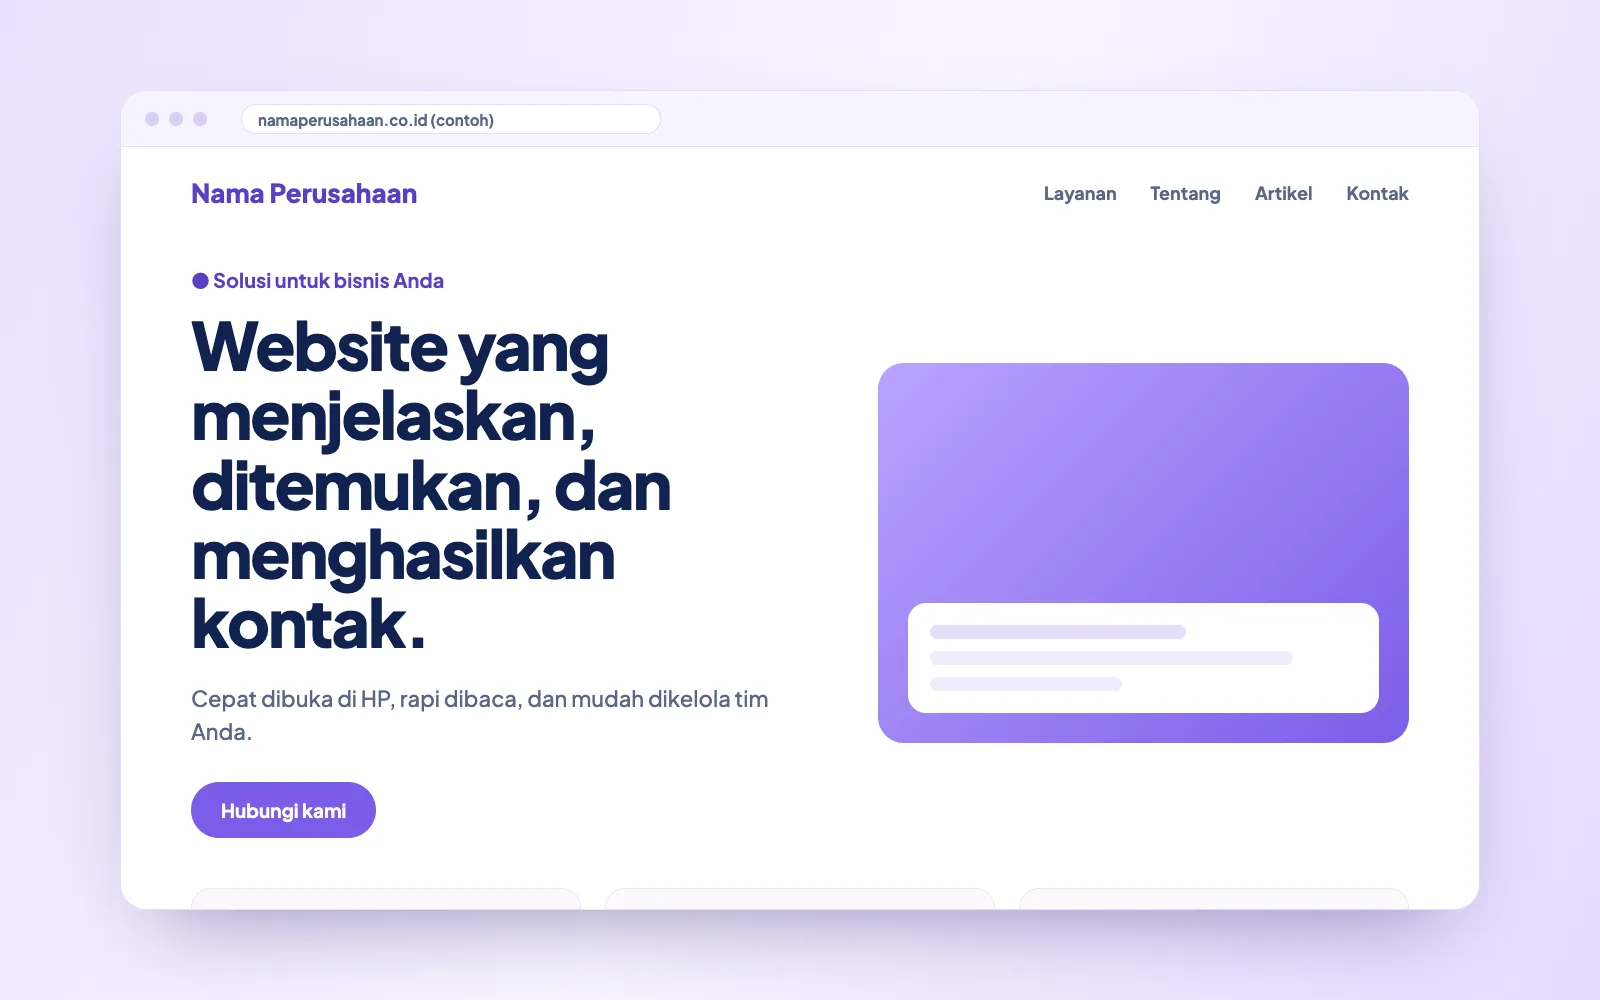 namaperusahaan.co.id (contoh)
Nama Perusahaan
Layanan
Tentang
Artikel
Kontak
Solusi untuk bisnis Anda
Website yang
menjelaskan,
ditemukan, dan
menghasilkan
kontak.
Cepat dibuka di HP, rapi dibaca, dan mudah dikelola tim
Anda.
Hubungi kami